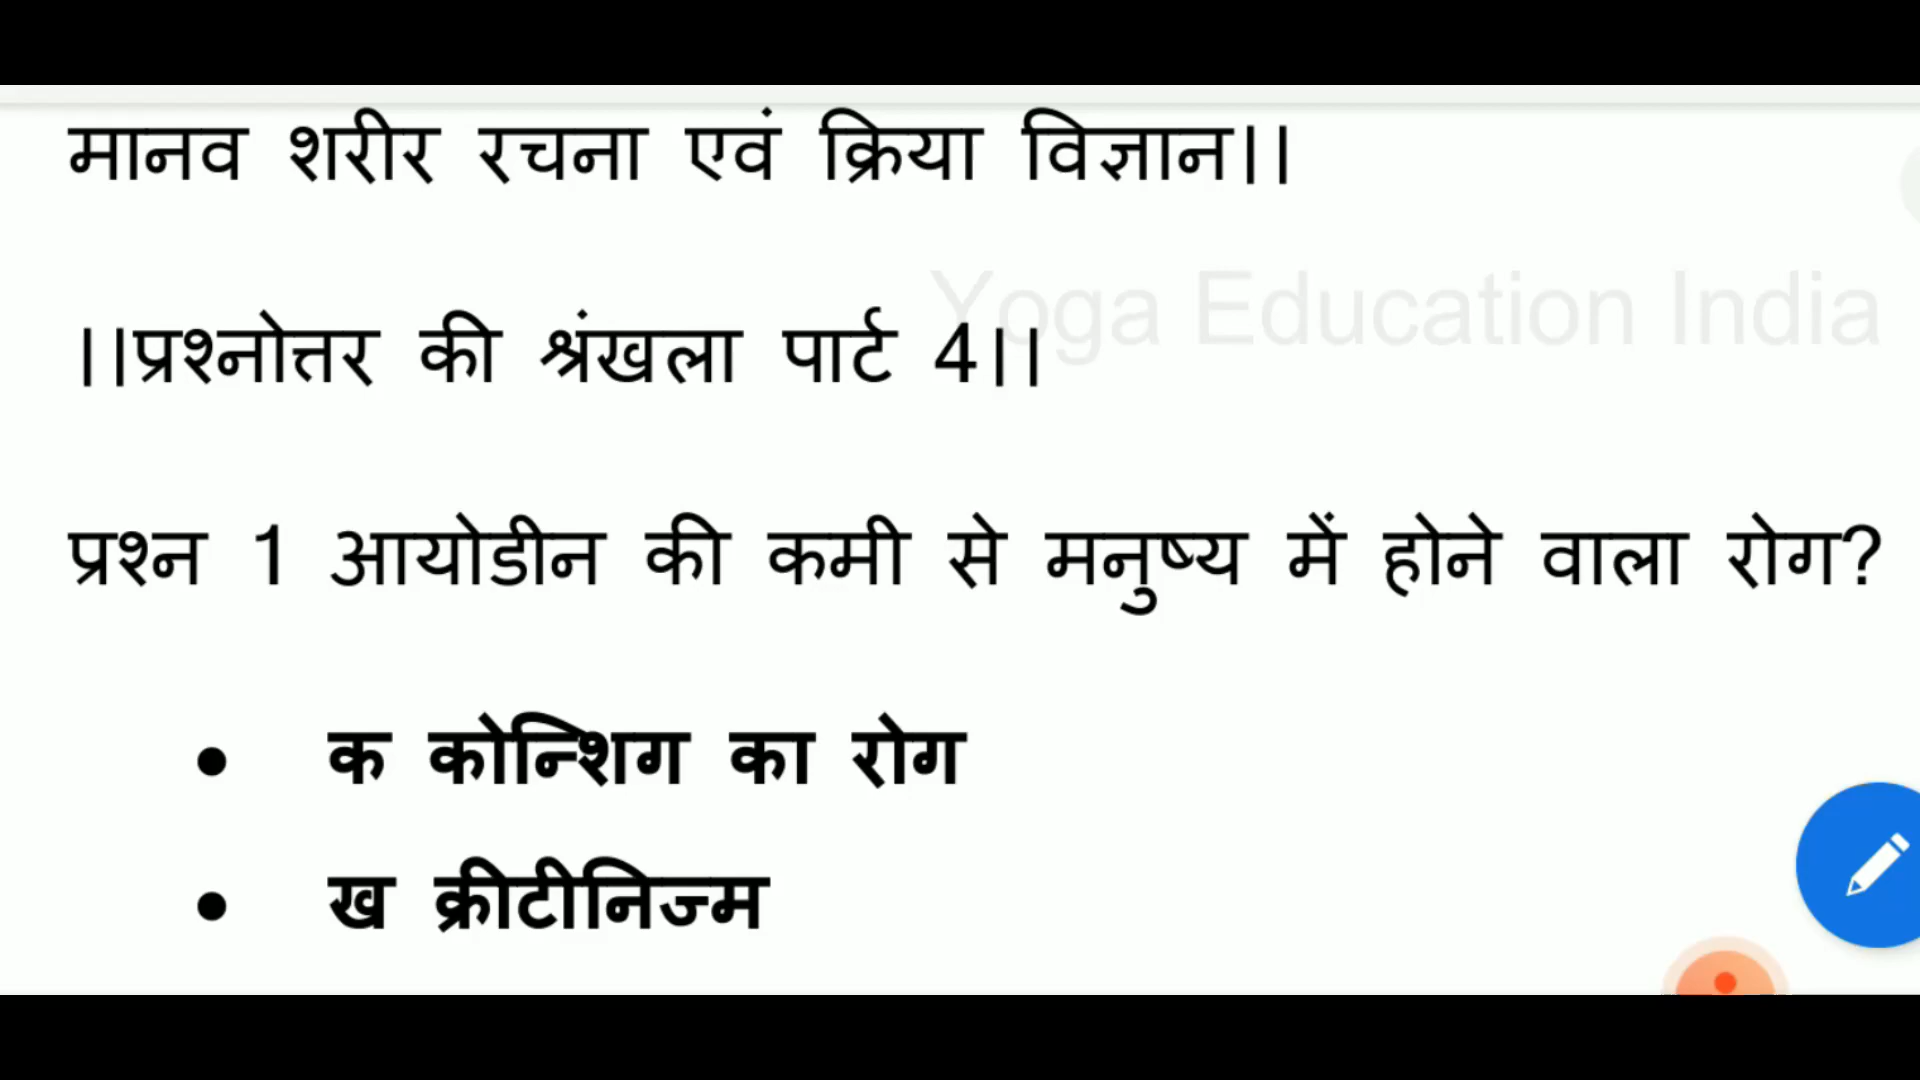 मानव शरीर रचना एवं क्रिया विज्ञान।।
Yoga Education India
।।प्रश्नोत्तर की श्रंखला पार्ट 4।।
प्रश्न 1 आयोडीन की कमी से मनुष्य में होने वाला रोग?
• क कोन्शिग का रोग
• ख क्रीटीनिज्म